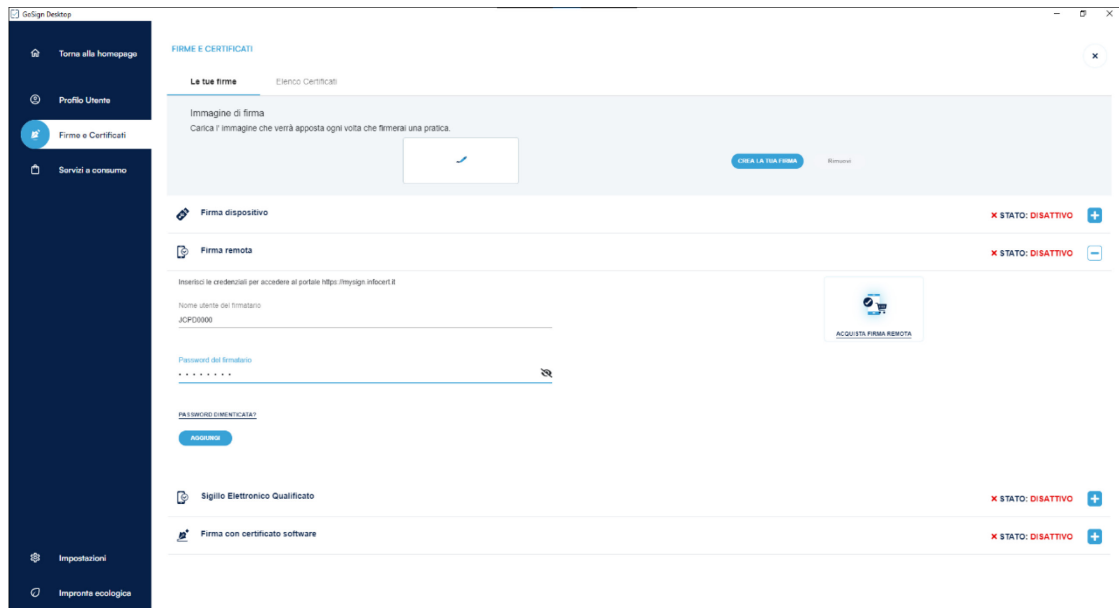 GoSign Desktop
Torna alla homepage
Profilo Utente
Firme e Certificati
Servizi a consumo
Impostazioni
Impronta ecologica
FIRME E CERTIFICATI
Le tue firme
Elenco Certificati
Immagine di firma
Carica l' immagine che verrà apposta ogni volta che firmerai una pratica.
CREA LA TUA FIRMA
Rimuovi
Firma dispositivo
STATO: DISATTIVO
Firma remota
STATO: DISATTIVO
Inserisci le credenziali per accedere al portale https://mysign.infocert.it
Nome utente del firmatario
JCPD0000
Password del firmatario
PASSWORD DIMENTICATA?
AGGIUNGI
ACQUISTA FIRMA REMOTA
Sigillo Elettronico Qualificato
STATO: DISATTIVO
Firma con certificato software
STATO: DISATTIVO